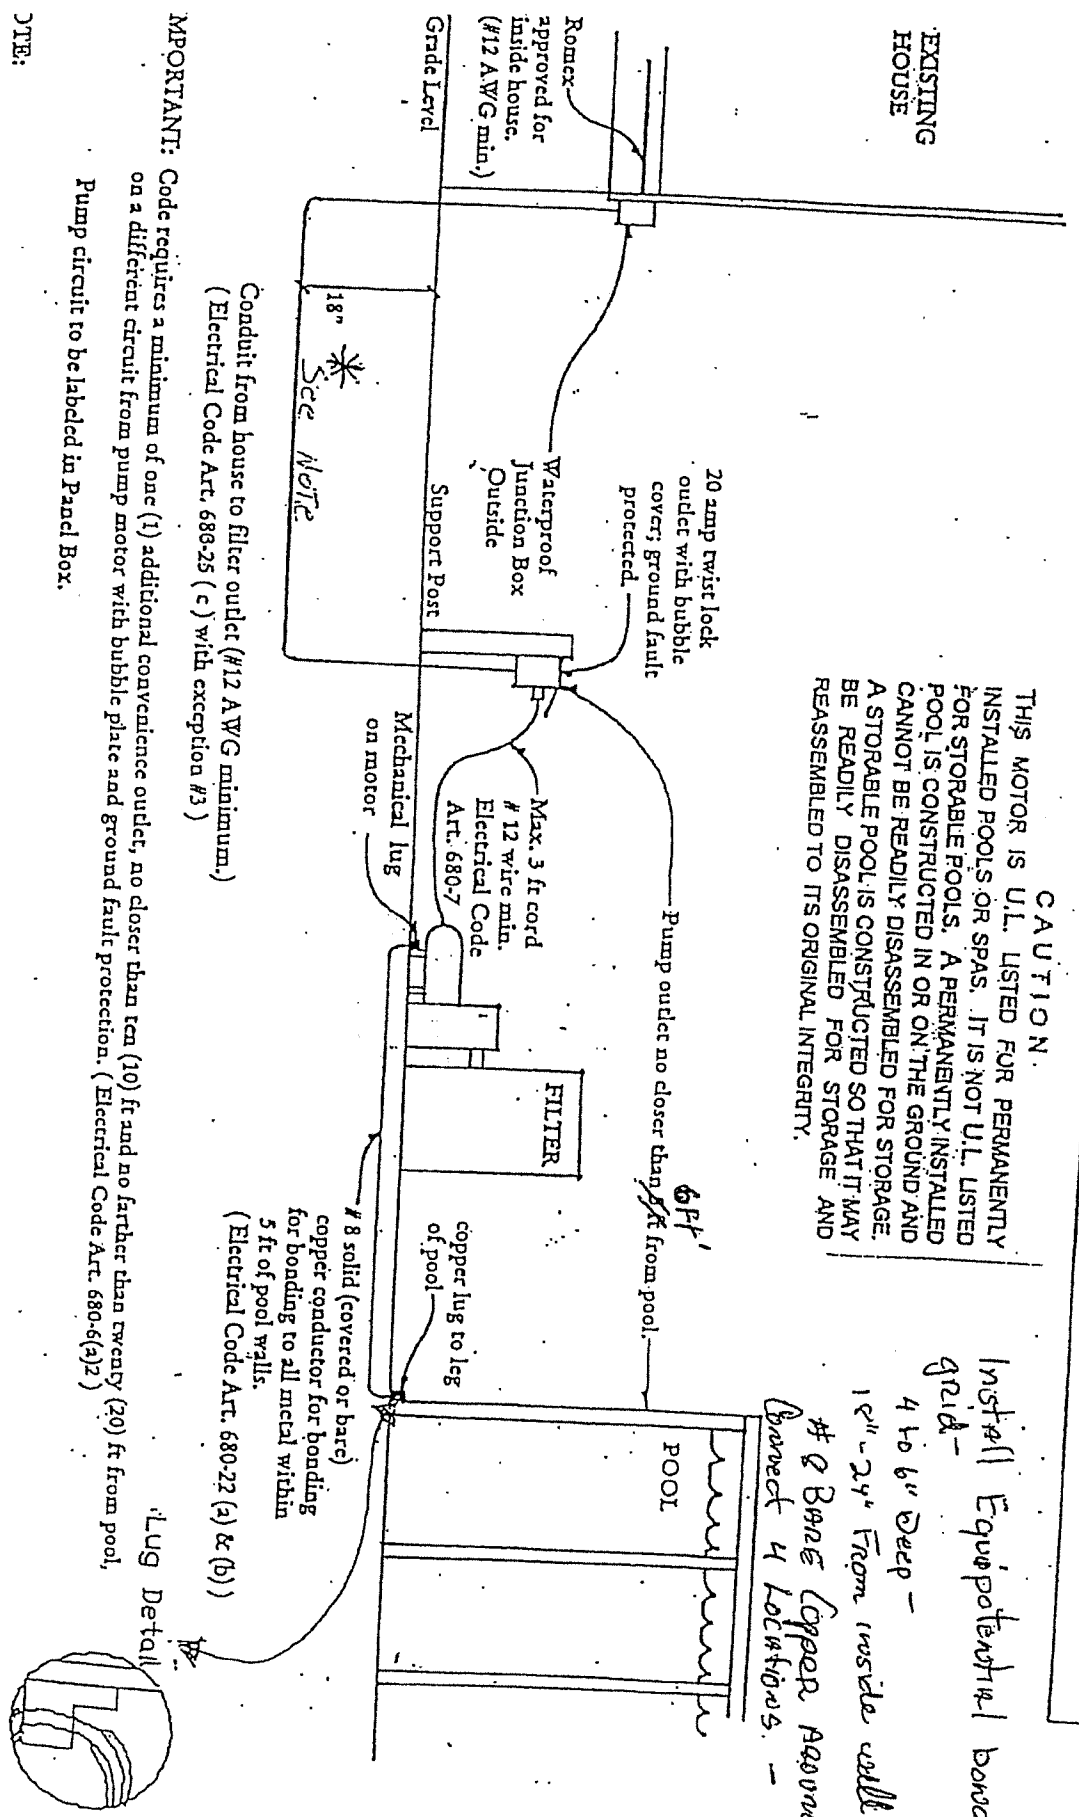 EXISTING
HOUSE
CAUTION.
THIS MOTOR IS U.L. LISTED FOR PERMANENTLY
INSTALLED POOLS OR SPAS. IT IS NOT U.L. LISTED
FOR STORABLE POOLS. A PERMANENTLY INSTALLED
POOL IS CONSTRUCTED IN OR ON THE GROUND AND
CANNOT BE READILY DISASSEMBLED FOR STORAGE.
A STORABLE POOL IS CONSTRUCTED SO THAT IT MAY
BE READILY DISASSEMBLED FOR STORAGE AND
REASSEMBLED TO ITS ORIGINAL INTEGRITY.
Install Equipotential bond
grid-
4 to 6" Deep-
18"-24" From inside wall
#8 BARE Copper Aroun
Connect 4 Locations. -
Romex
approved for
inside house.
(#12 AWG min.)
Grade Level
20 amp twist lock
outlet with bubble
cover; ground fault
protected.
Waterproof
Junction Box
Outside
Pump outlet no closer than from pool.
6ft'
Support Post
Max. 3 ft cord
#12 wire min.
Electrical Code
Art. 680-7
FILTER
POOL
18"
See NOTE
Mechanical lug
on motor
copper lug to leg
of pool
Conduit from house to filter outlet (#12 AWG minimum.)
(Electrical Code Art. 680-25 (c) with exception #3)
#8 solid (covered or bare)
copper conductor for bonding
for bonding to all metal within
5 ft of pool walls.
(Electrical Code Art. 680-22 (a) & (b))
"Lug Detail
MPORTANT: Code requires a minimum of one (1) additional convenience outlet, no closer than ten (10) ft and no farther than twenty (20) ft from pool,
on a different circuit from pump motor with bubble plate and ground fault protection. (Electrical Code Art. 680-6(a)2)
Pump circuit to be labeled in Panel Box.
OTE: